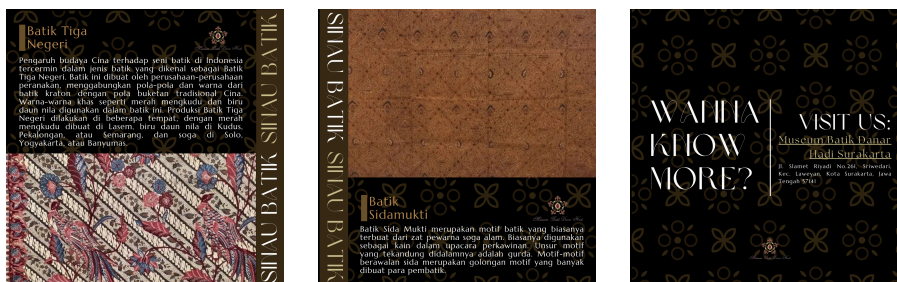 Batik Tiga
Negeri
Pengaruh budaya Cina terhadap seni batik di Indonesia
tercermin dalam jenis batik yang dikenal sebagai Batik
Tiga Negeri. Batik ini dibuat oleh perusahaan-perusahaan
peranakan, menggabungkan pola-pola dan warna dari
batik kraton dengan pola buketan tradisional Cina.
Warna-warna khas seperti merah mengkudu dan biru
daun nila digunakan dalam batik ini. Produksi Batik Tiga
Negeri dilakukan di beberapa tempat, dengan merah
mengkudu dibuat di Lasem, biru daun nila di Kudus,
Pekalongan, atau Semarang, dan soga di Solo,
Yogyakarta, atau Banyumas.
SIHAU BATIK SIHAU BATIK
SIHAU BATIK SIHAU BATIK
Batik
Sidamukti
Batik Sida Mukti merupakan motif batik yang biasanya
terbuat dari zat pewarna soga alam. Biasanya digunakan
sebagai kain dalam upacara perkawinan. Unsur motif
yang tekandung didalamnya adalah gurda. Motif-motif
berawalan sida merupakan golongan motif yang banyak
dibuat para pembatik.
WANNA
KNOW
MORE?
VISIT US:
Museum Batik Danar
Hadi Surakarta
Jl. Slamet Riyadi No.261, Sriwedari,
Kec. Laweyan, Kota Surakarta, Jawa
Tengah 57141